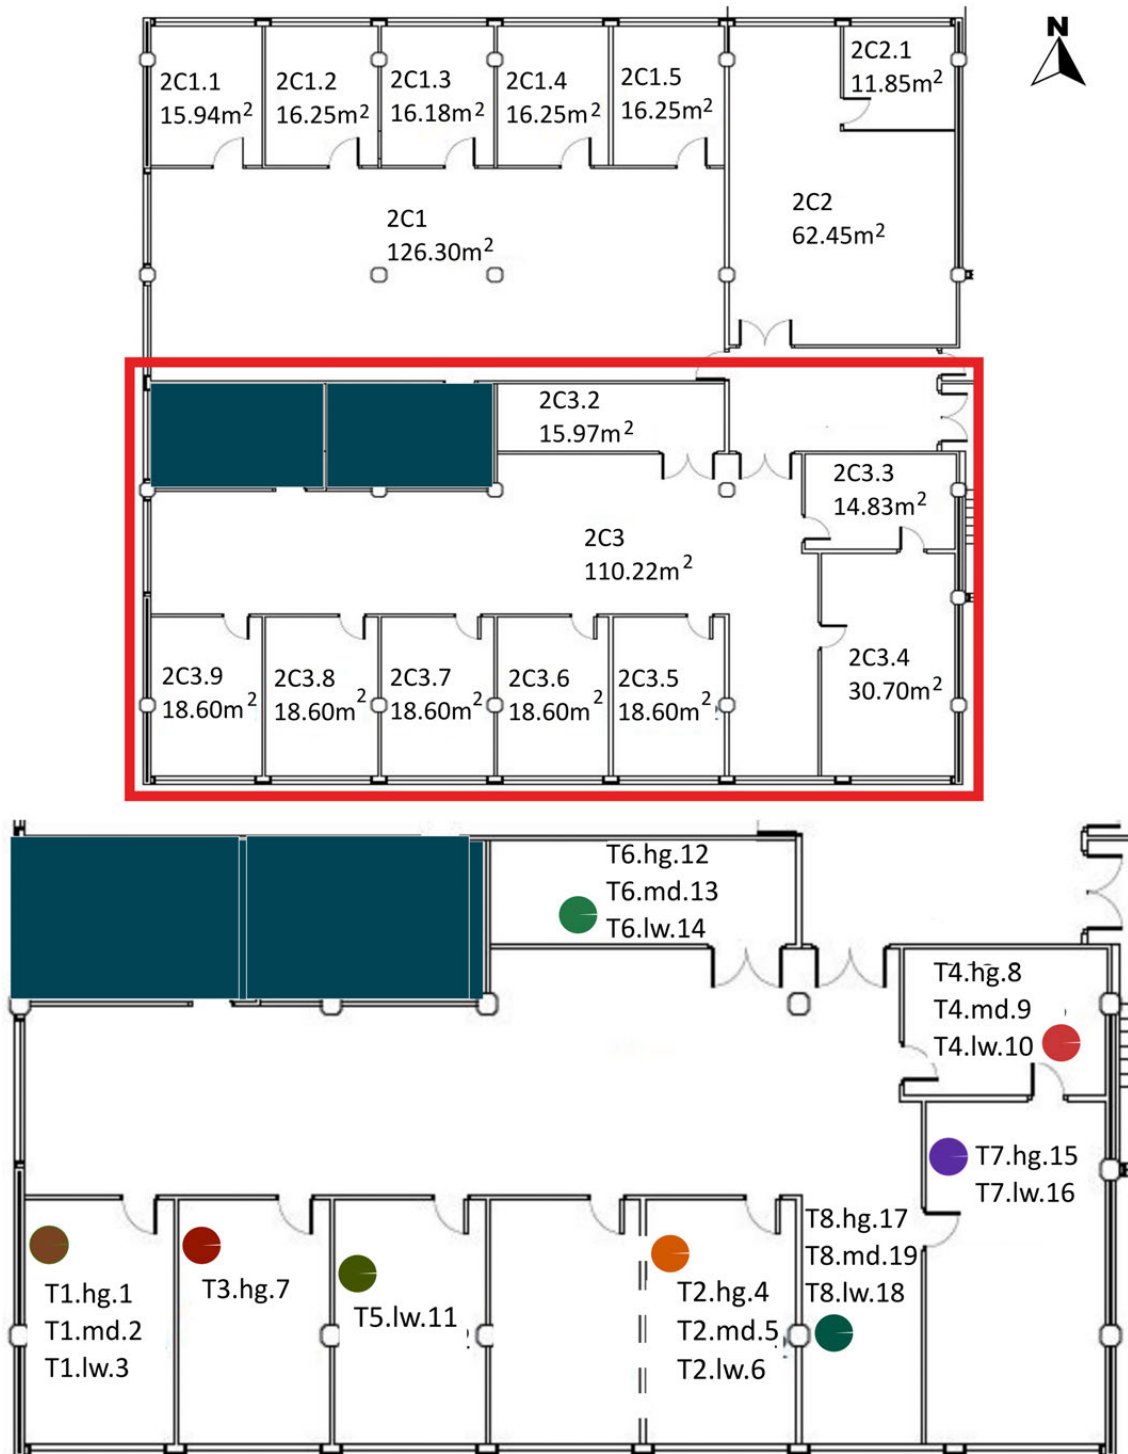 N
2C1.1
15.94m²
2C1.2
16.25m²
2C1.3
16.18m²
2C1.4
16.25m²
2C1.5
16.25m²
2C2.1
11.85m²
2C1
126.30m²
2C2
62.45m²
2C3.2
15.97m²
2C3.3
14.83m²
2C3
110.22m²
2C3.9
18.60m²
2C3.8
18.60m²
2C3.7
18.60m²
2C3.6
18.60m²
2C3.5
18.60m²
2C3.4
30.70m²
T6.hg.12
T6.md.13
T6.lw.14
T4.hg.8
T4.md.9
T4.lw.10
T7.hg.15
T7.lw.16
T8.hg.17
T8.md.19
T8.lw.18
T1.hg.1
T1.md.2
T1.lw.3
T3.hg.7
T5.lw.11
T2.hg.4
T2.md.5
T2.lw.6